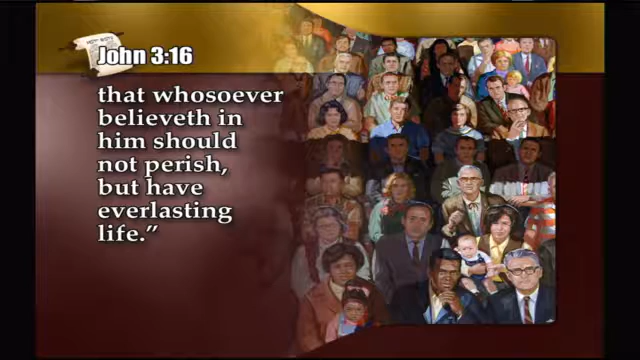 John 3:16
that whosoever
believeth in
him should
not perish,
but have
everlasting
life.”